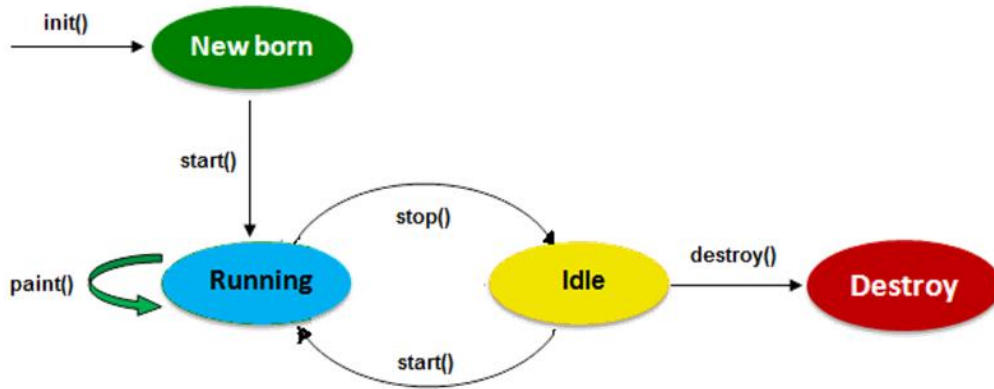 init()
New born
start()
stop()
paint()
Running
Idle
destroy()
Destroy
start()